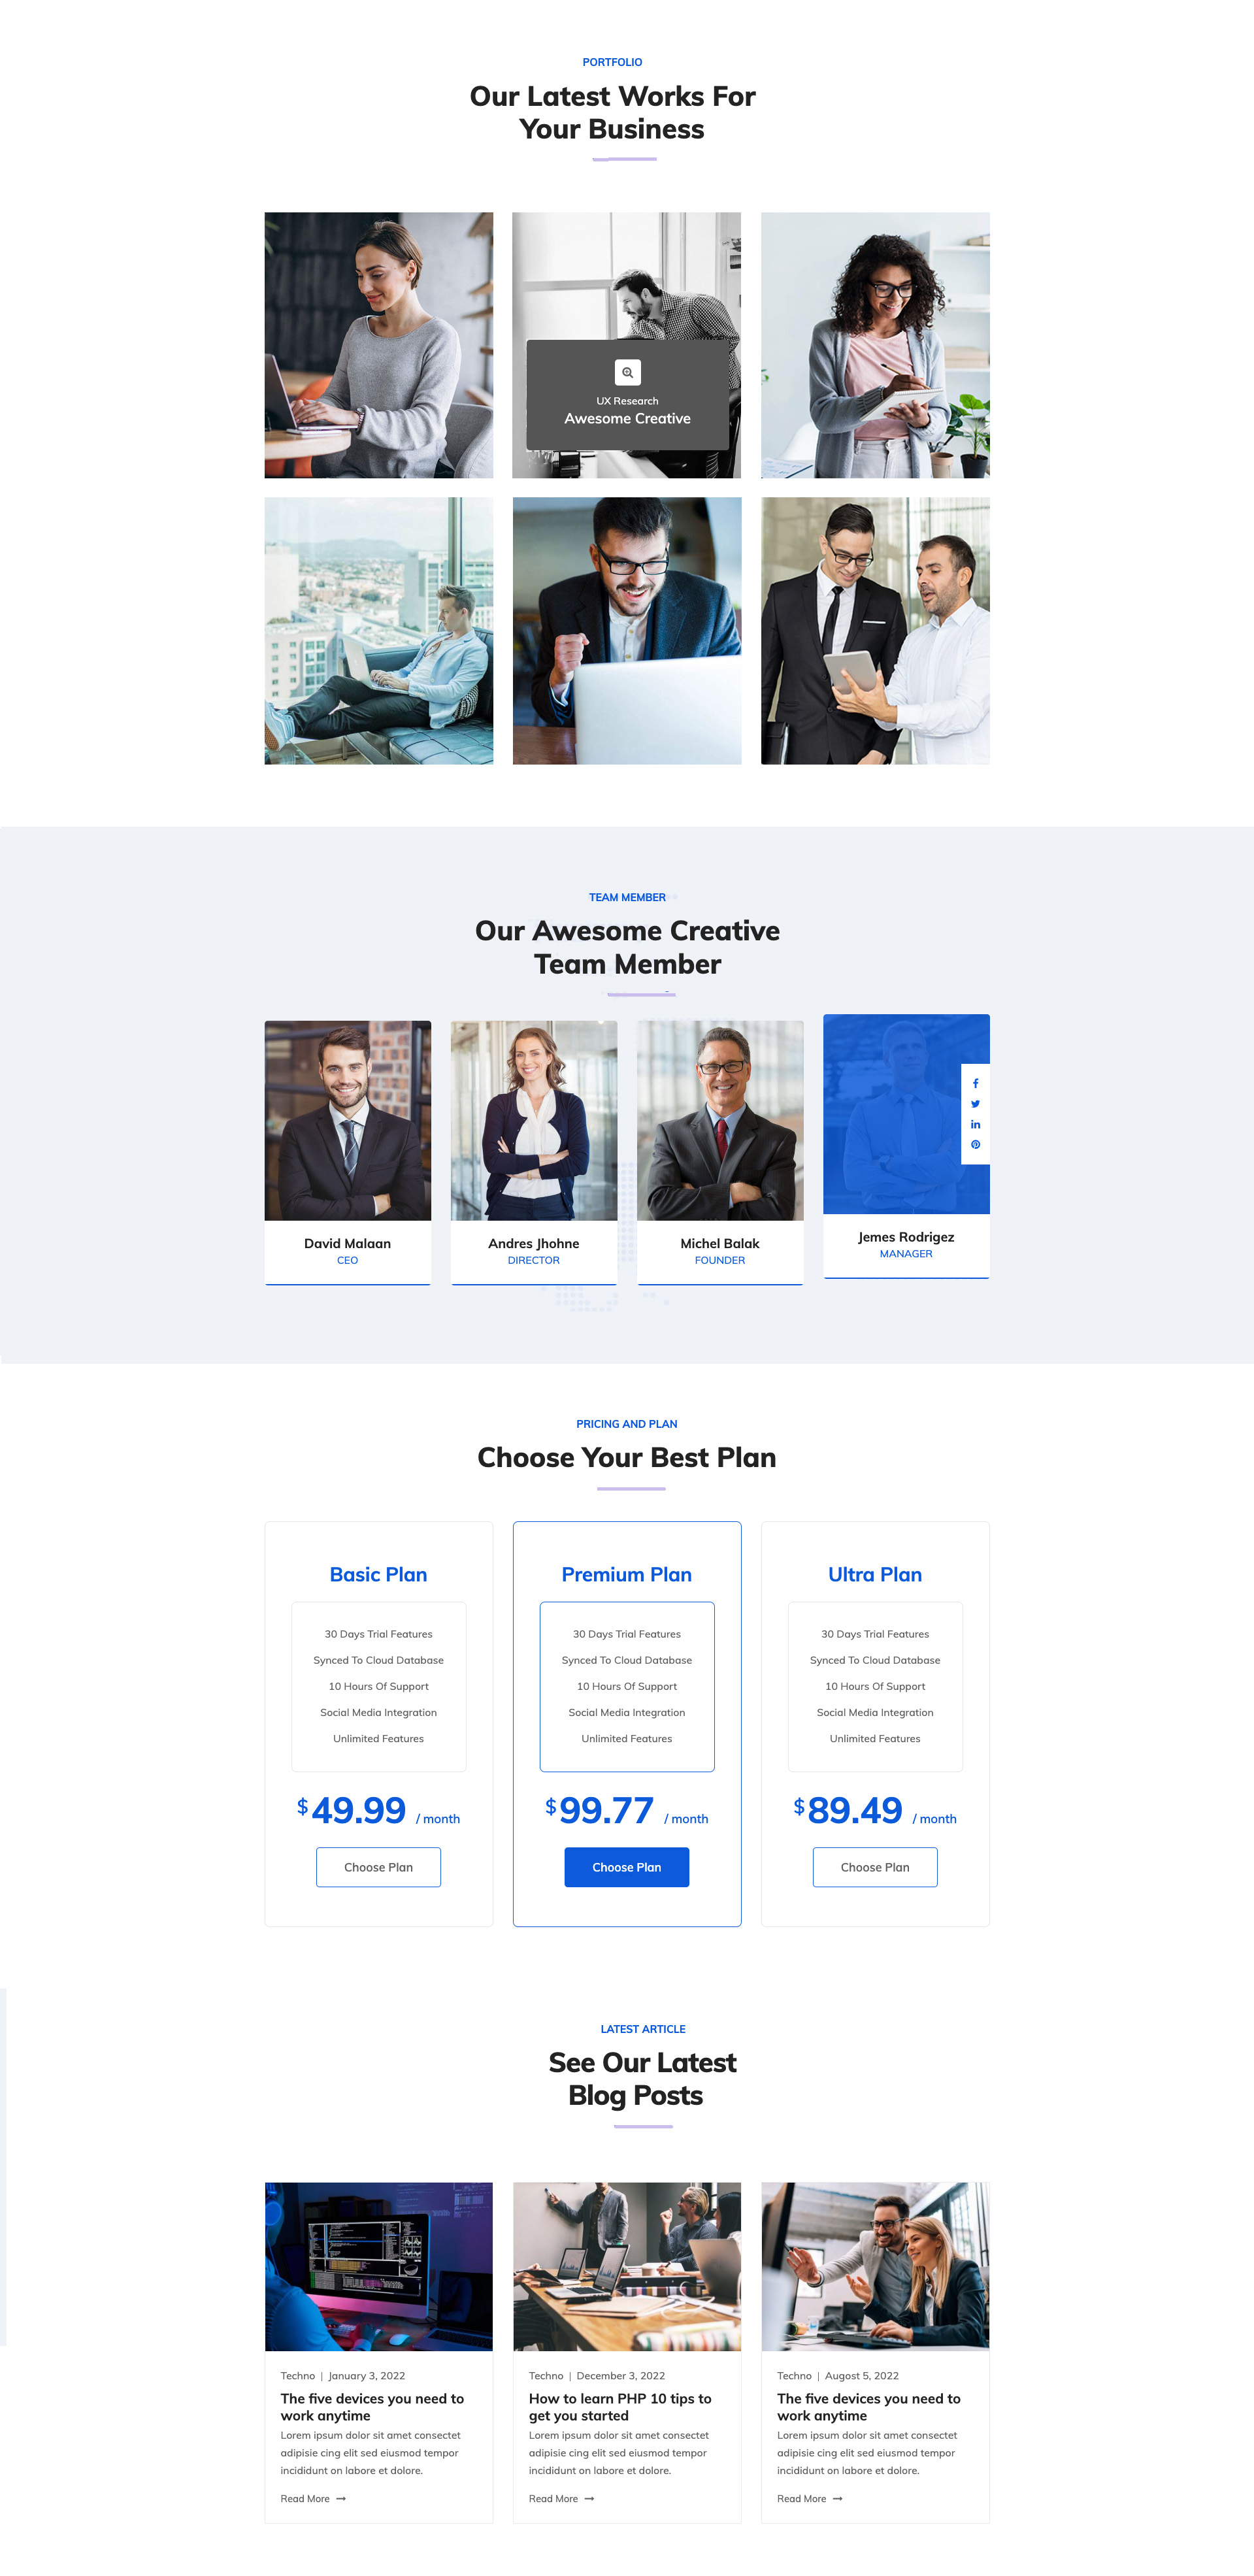 PORTFOLIO
Our Latest Works For
Your Business
UX Research
Awesome Creative
TEAM MEMBER
Our Awesome Creative
Team Member
David Malaan
CEO
Andres Jhohne
DIRECTOR
Michel Balak
FOUNDER
Jemes Rodrigez
MANAGER
PRICING AND PLAN
Choose Your Best Plan
Basic Plan
30 Days Trial Features
Synced To Cloud Database
10 Hours Of Support
Social Media Integration
Unlimited Features
$49.99 / month
Choose Plan
Premium Plan
30 Days Trial Features
Synced To Cloud Database
10 Hours Of Support
Social Media Integration
Unlimited Features
$99.77 / month
Choose Plan
Ultra Plan
30 Days Trial Features
Synced To Cloud Database
10 Hours Of Support
Social Media Integration
Unlimited Features
$89.49 / month
Choose Plan
LATEST ARTICLE
See Our Latest
Blog Posts
Techno | January 3, 2022
The five devices you need to
work anytime
Lorem ipsum dolor sit amet consectet
adipisie cing elit sed eiusmod tempor
incididunt on labore et dolore.
Read More
Techno | December 3, 2022
How to learn PHP 10 tips to
get you started
Lorem ipsum dolor sit amet consectet
adipisie cing elit sed eiusmod tempor
incididunt on labore et dolore.
Read More
Techno | Augost 5, 2022
The five devices you need to
work anytime
Lorem ipsum dolor sit amet consectet
adipisie cing elit sed eiusmod tempor
incididunt on labore et dolore.
Read More